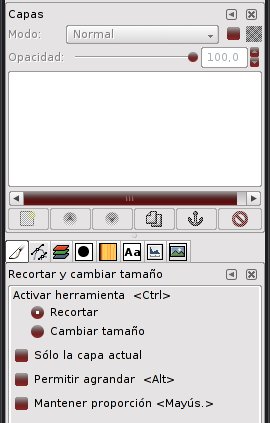 Capas
Modo: Normal
Opacidad: 100,0
Aa
Recortar y cambiar tamaño
Activar herramienta <Ctrl>
Recortar
Cambiar tamaño
Sólo la capa actual
Permitir agrandar <Alt>
Mantener proporción <Mayús.>